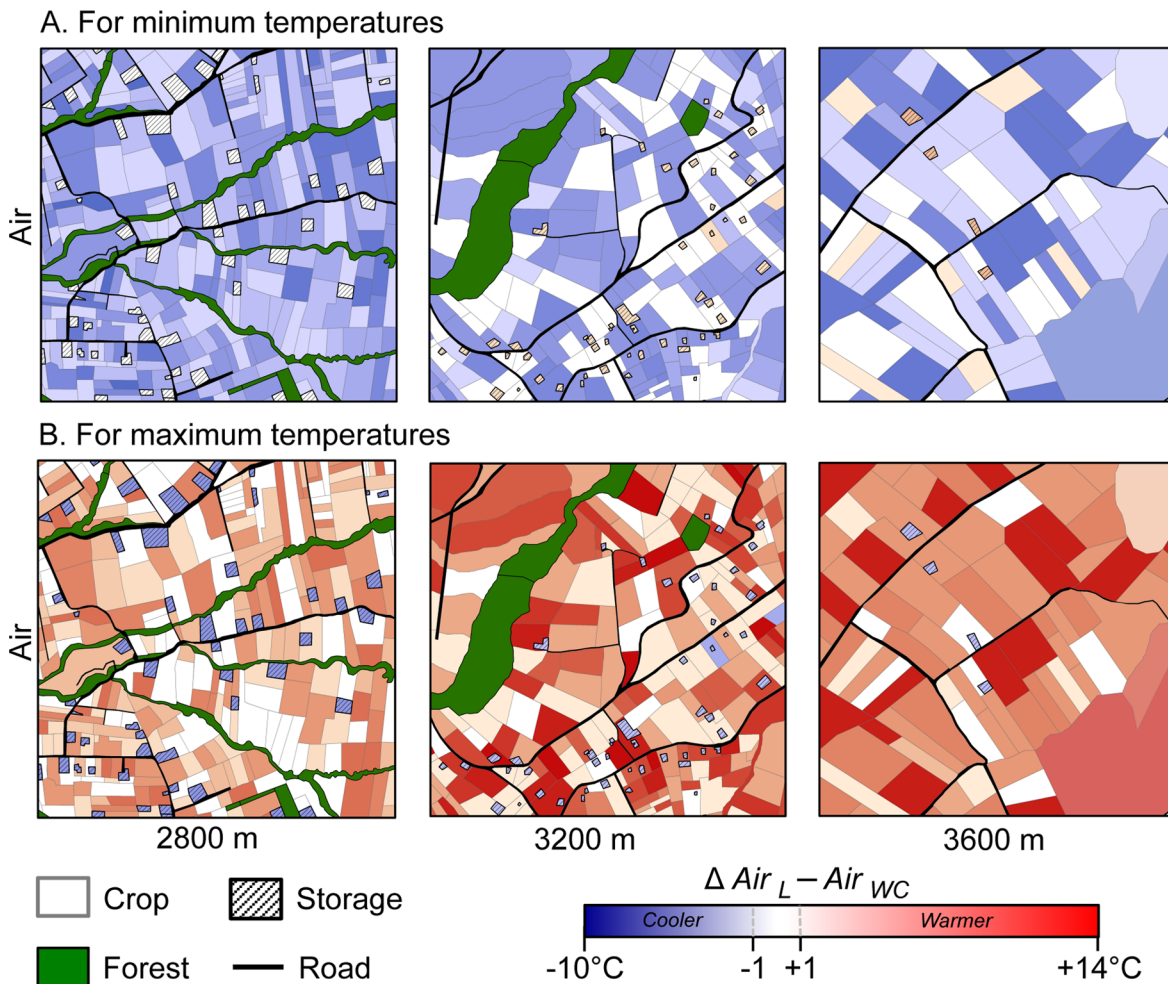 A. For minimum temperatures
Air
B. For maximum temperatures
Air
2800 m 3200 m 3600 m
Crop Storage
Forest Road
Δ Air L – Air WC
Cooler Warmer
-10°C -1 +1 +14°C